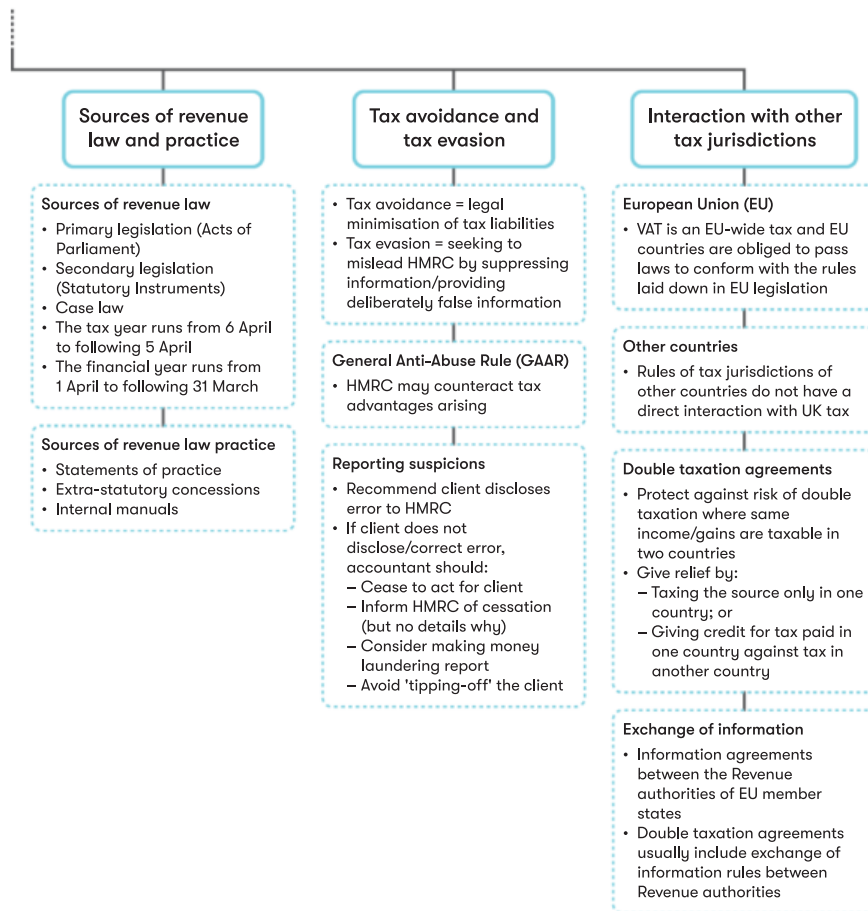 Sources of revenue
law and practice
Sources of revenue law
• Primary legislation (Acts of
Parliament)
• Secondary legislation
(Statutory Instruments)
• Case law
• The tax year runs from 6 April
to following 5 April
• The financial year runs from
1 April to following 31 March
Sources of revenue law practice
• Statements of practice
• Extra-statutory concessions
• Internal manuals
Tax avoidance and
tax evasion
• Tax avoidance = legal
minimisation of tax liabilities
• Tax evasion = seeking to
mislead HMRC by suppressing
information/providing
deliberately false information
General Anti-Abuse Rule (GAAR)
• HMRC may counteract tax
advantages arising
Reporting suspicions
• Recommend client discloses
error to HMRC
• If client does not
disclose/correct error,
accountant should:
– Cease to act for client
– Inform HMRC of cessation
(but no details why)
– Consider making money
laundering report
– Avoid 'tipping-off' the client
Interaction with other
tax jurisdictions
European Union (EU)
• VAT is an EU-wide tax and EU
countries are obliged to pass
laws to conform with the rules
laid down in EU legislation
Other countries
• Rules of tax jurisdictions of
other countries do not have a
direct interaction with UK tax
Double taxation agreements
• Protect against risk of double
taxation where same
income/gains are taxable in
two countries
• Give relief by:
– Taxing the source only in one
country; or
– Giving credit for tax paid in
one country against tax in
another country
Exchange of information
• Information agreements
between the Revenue
authorities of EU member
states
• Double taxation agreements
usually include exchange of
information rules between
Revenue authorities